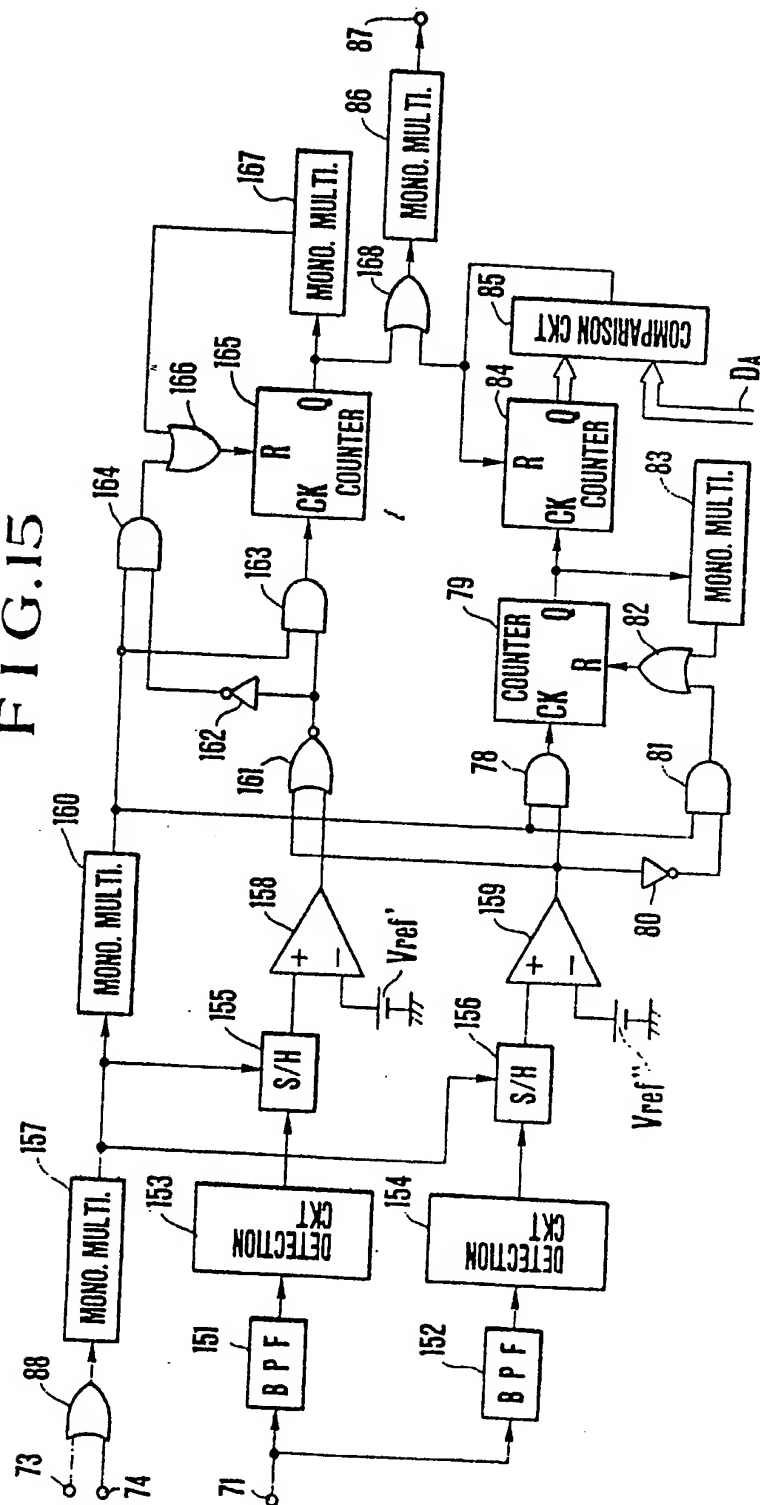 FIG.15
73
74
88
157
MONO. MULTI.
160
MONO. MULTI.
164
166
167
MONO. MULTI.
162
163
165
R
CK
Q
COUNTER
168
86
MONO. MULTI.
87
161
71
151
BPF
153
DETECTION CKT
155
S/H
158
+
−
Vref'
152
BPF
154
DETECTION CKT
156
S/H
159
+
−
Vref"
78
79
COUNTER
CK
Q
R
80
81
82
83
MONO. MULTI.
84
R
CK
Q
COUNTER
85
COMPARISON CKT
DA